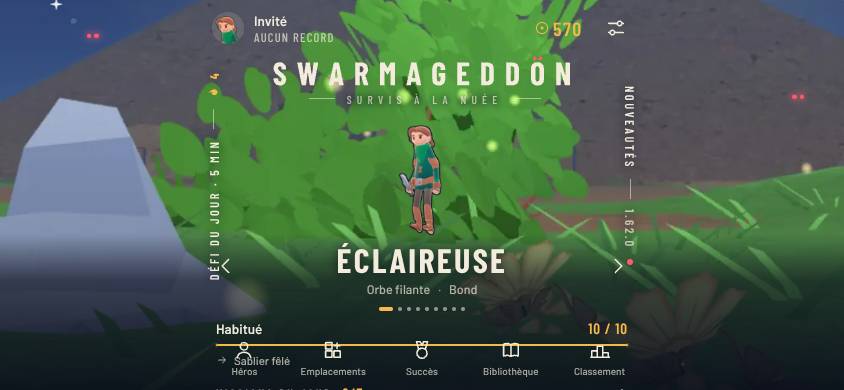 Invité
AUCUN RECORD
570
SWARMAGEDDÖN
SURVIS À LA NUÉE
4
DÉFI DU JOUR · 5 MIN
NOUVEAUTÉS
1.62.0
ÉCLAIREUSE
Orbe filante · Bond
Habitué
10 / 10
→ Sablier fêlé
Héros
Emplacements
Succès
Bibliothèque
Classement